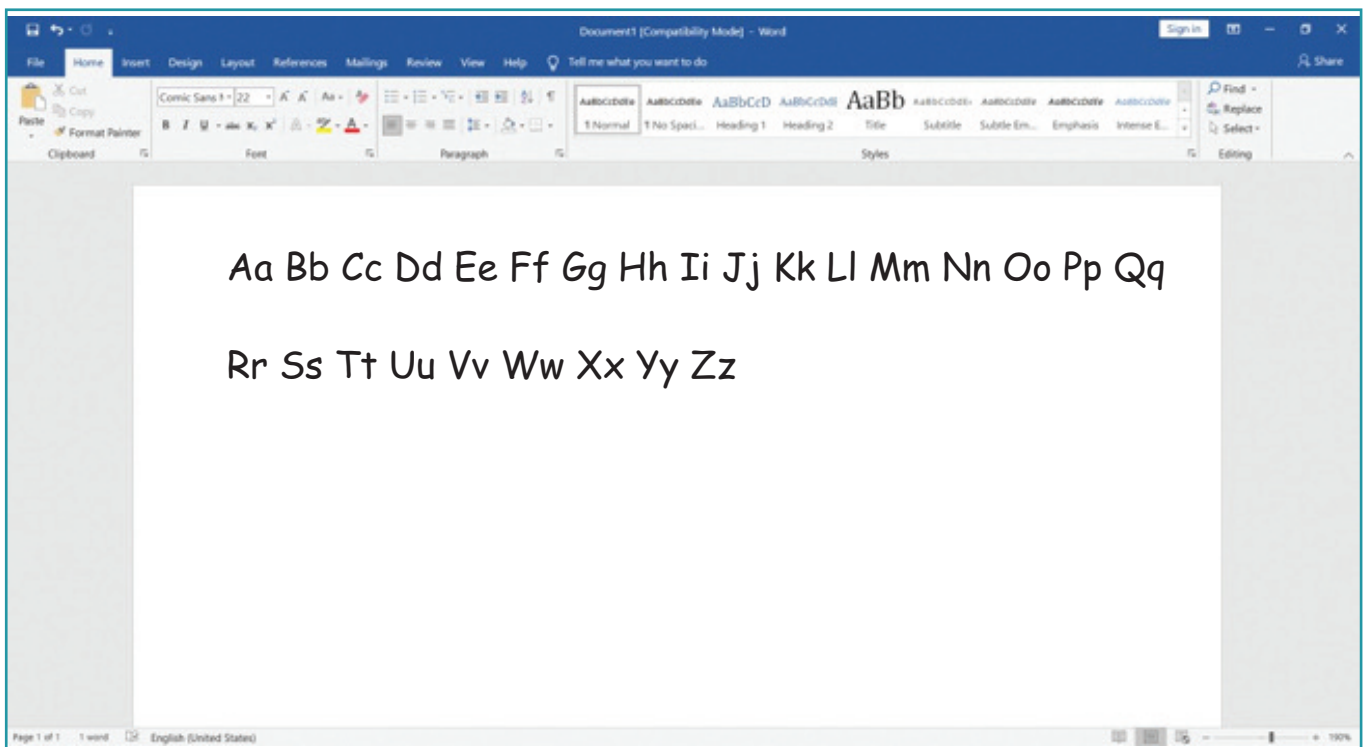 Document1 [Compatibility Mode] - Word
Sign in
File Home Insert Design Layout References Mailings Review View Help Tell me what you want to do
Share
Paste
Cut
Copy
Format Painter
Clipboard
Comic Sans 22
Font
Paragraph
AaBbCcDdEe AaBbCcDdEe AaBbCcD AaBbCcDdE AaBb AaBbCcDdEe AaBbCcDdEe AaBbCcDdEe AaBbCcDdEe
¶ Normal ¶ No Spaci... Heading 1 Heading 2 Title Subtitle Subtle Em... Emphasis Intense E...
Styles
Find
Replace
Select
Editing
Aa Bb Cc Dd Ee Ff Gg Hh Ii Jj Kk Ll Mm Nn Oo Pp Qq
Rr Ss Tt Uu Vv Ww Xx Yy Zz
Page 1 of 1 1 word English (United States)
190%